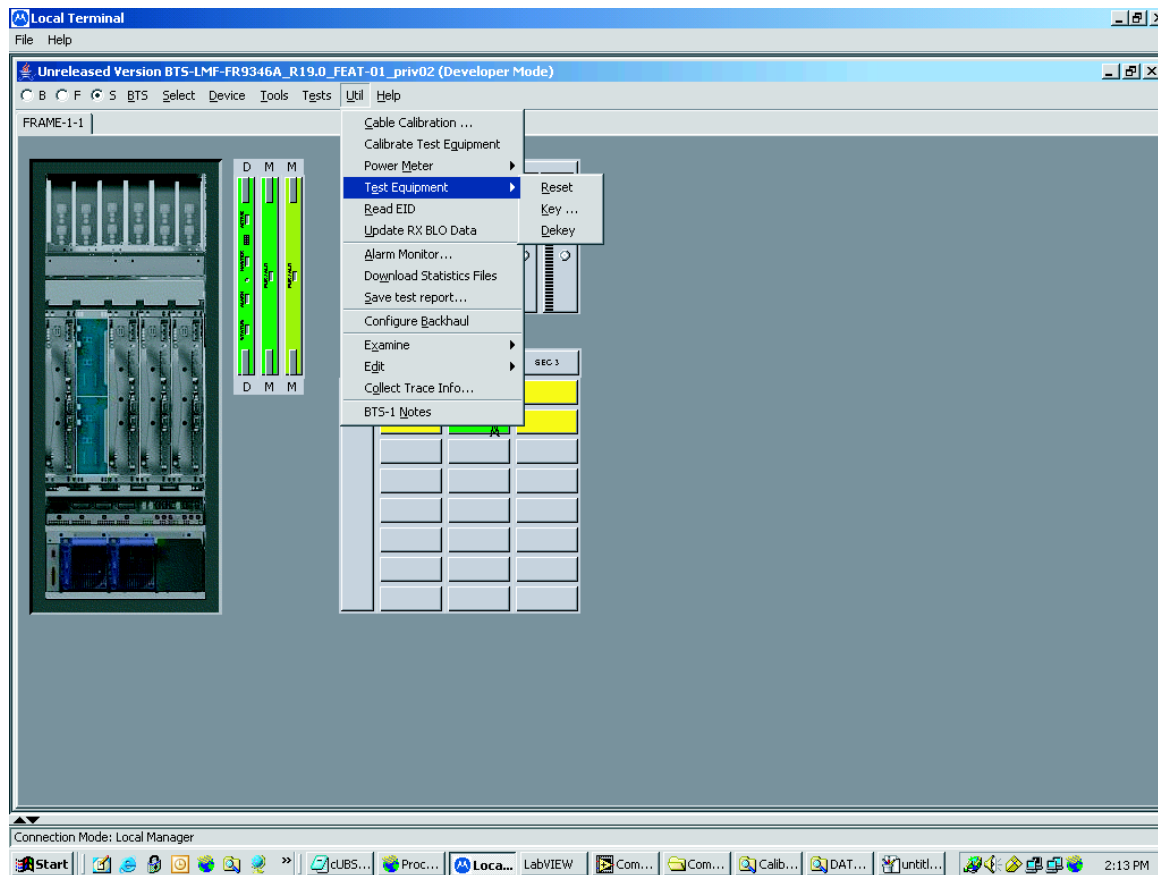 Local Terminal
File Help
Unreleased Version BTS-LMF-FR9346A_R19.0_FEAT-01_priv02 (Developer Mode)
B F S BTS Select Device Tools Tests Util Help
FRAME-1-1
Cable Calibration ...
Calibrate Test Equipment
Power Meter
Test Equipment
Read EID
Update RX BLO Data
Alarm Monitor...
Download Statistics Files
Save test report...
Configure Backhaul
Examine
Edit
Collect Trace Info...
BTS-1 Notes
Reset
Key ...
Dekey
D M M
ACTIVE
MASTER
ALARM
STATUS
D M M
SEC 3
Connection Mode: Local Manager
Start » cUBS... Proc... Loca... LabVIEW Com... Com... Calib... DAT... untitl... 2:13 PM